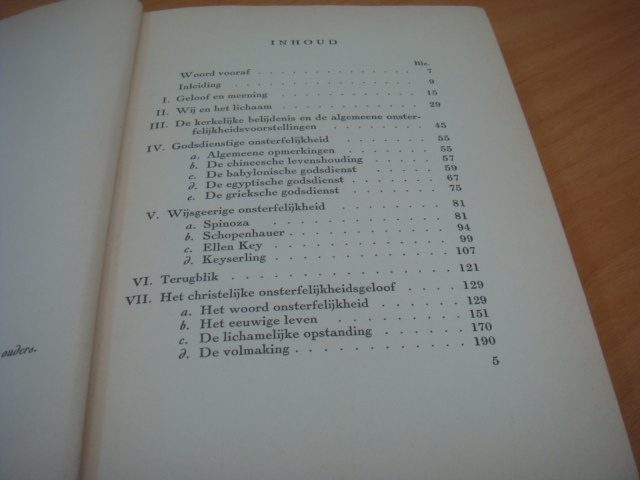 INHOUD
Blz.
Woord vooraf . . . . . . . . . . . . 7
Inleiding . . . . . . . . . . . . 9
I. Geloof en meening . . . . . . . . . . 15
II. Wij en het lichaam . . . . . . . . . . 29
III. De kerkelijke belijdenis en de algemeene onster-
felijkheidsvoorstellingen . . . . . . . . 45
IV. Godsdienstige onsterfelijkheid . . . . . . 55
a. Algemeene opmerkingen . . . . . . 55
b. De chineesche levenshouding . . . . . 57
c. De babylonische godsdienst . . . . . 59
d. De egyptische godsdienst . . . . . . 67
e. De grieksche godsdienst . . . . . . 75
V. Wijsgeerige onsterfelijkheid . . . . . . 81
a. Spinoza . . . . . . . . . . 81
b. Schopenhauer . . . . . . . . . 94
c. Ellen Key . . . . . . . . . . 99
d. Keyserling . . . . . . . . . . 107
VI. Terugblik . . . . . . . . . . . . 121
VII. Het christelijke onsterfelijkheidsgeloof . . . 129
a. Het woord onsterfelijkheid . . . . . 129
b. Het eeuwige leven . . . . . . . . 151
c. De lichamelijke opstanding . . . . . 170
d. De volmaking . . . . . . . . . 190
5
ouders.